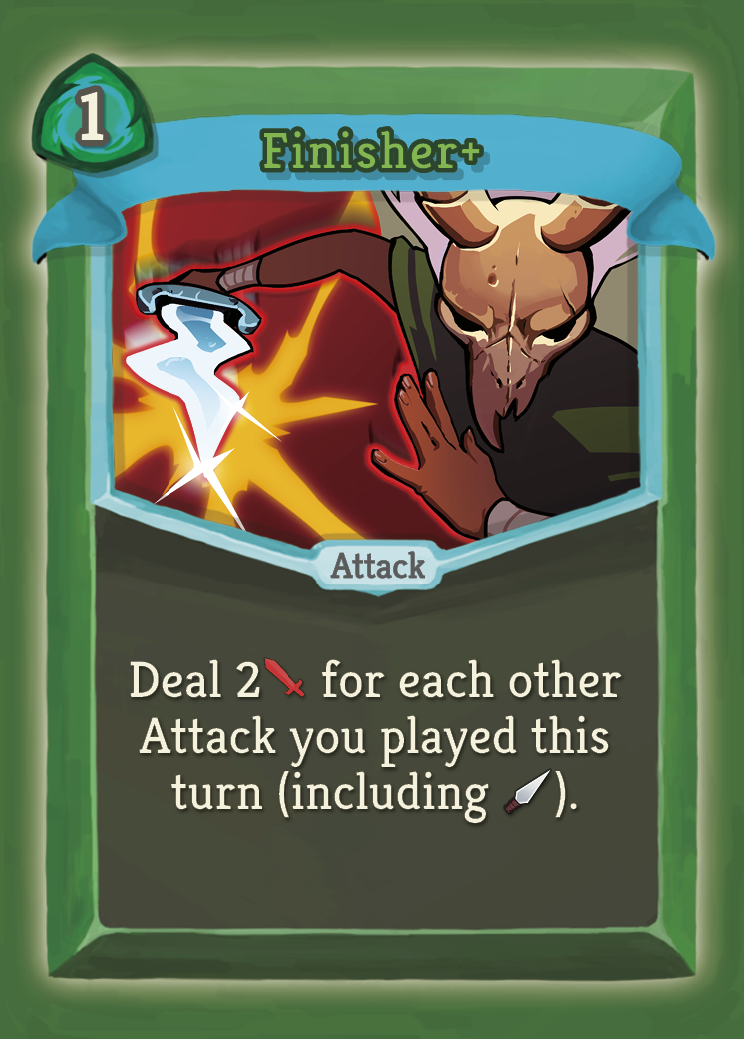 1
Finisher+
Attack
Deal 2 for each other
Attack you played this
turn (including ).